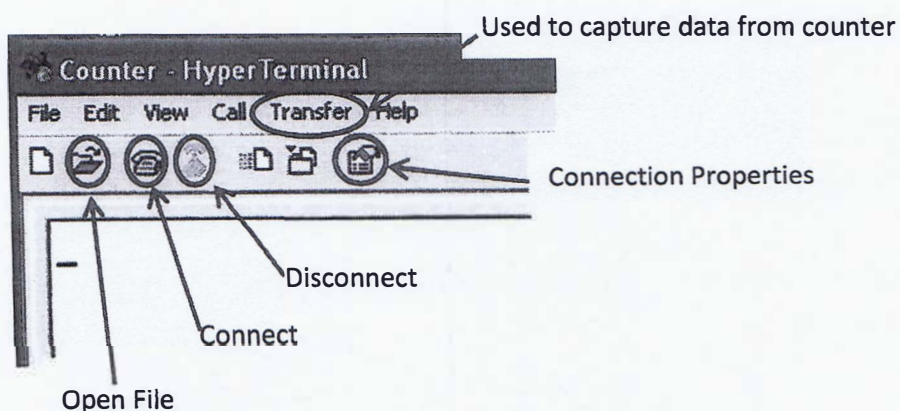 Used to capture data from counter
Counter - HyperTerminal
File Edit View Call Transfer Help
Connection Properties
Disconnect
Connect
Open File